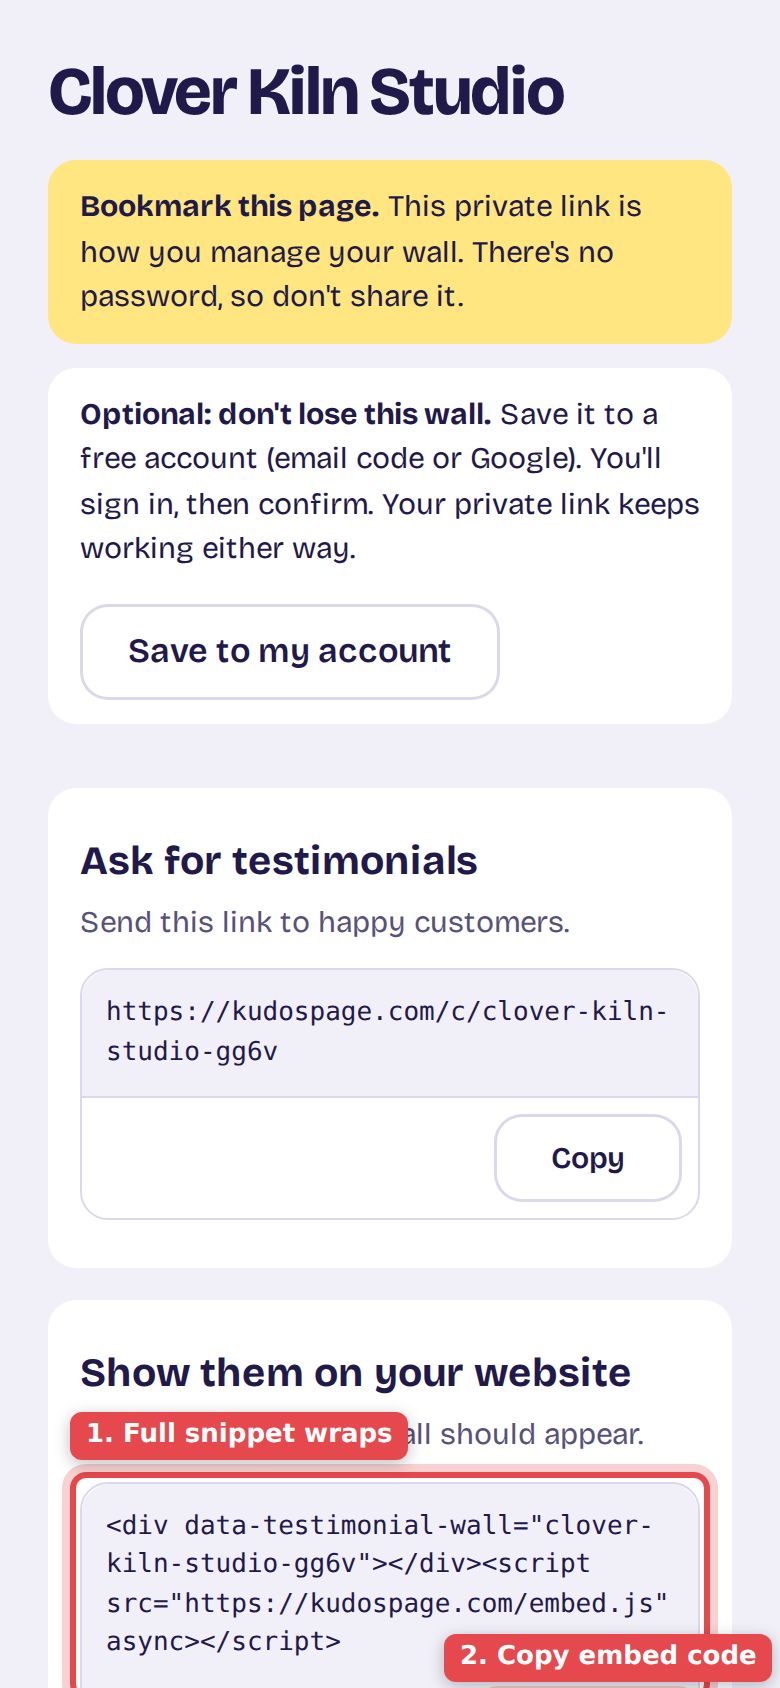 Clover Kiln Studio
Bookmark this page. This private link is
how you manage your wall. There's no
password, so don't share it.
Optional: don't lose this wall. Save it to a
free account (email code or Google). You'll
sign in, then confirm. Your private link keeps
working either way.
Save to my account
Ask for testimonials
Send this link to happy customers.
https://kudospage.com/c/clover-kiln-
studio-gg6v
Copy
Show them on your website
1. Full snippet wraps
all should appear.
<div data-testimonial-wall="clover-
kiln-studio-gg6v"></div><script
src="https://kudospage.com/embed.js"
async></script>
2. Copy embed code